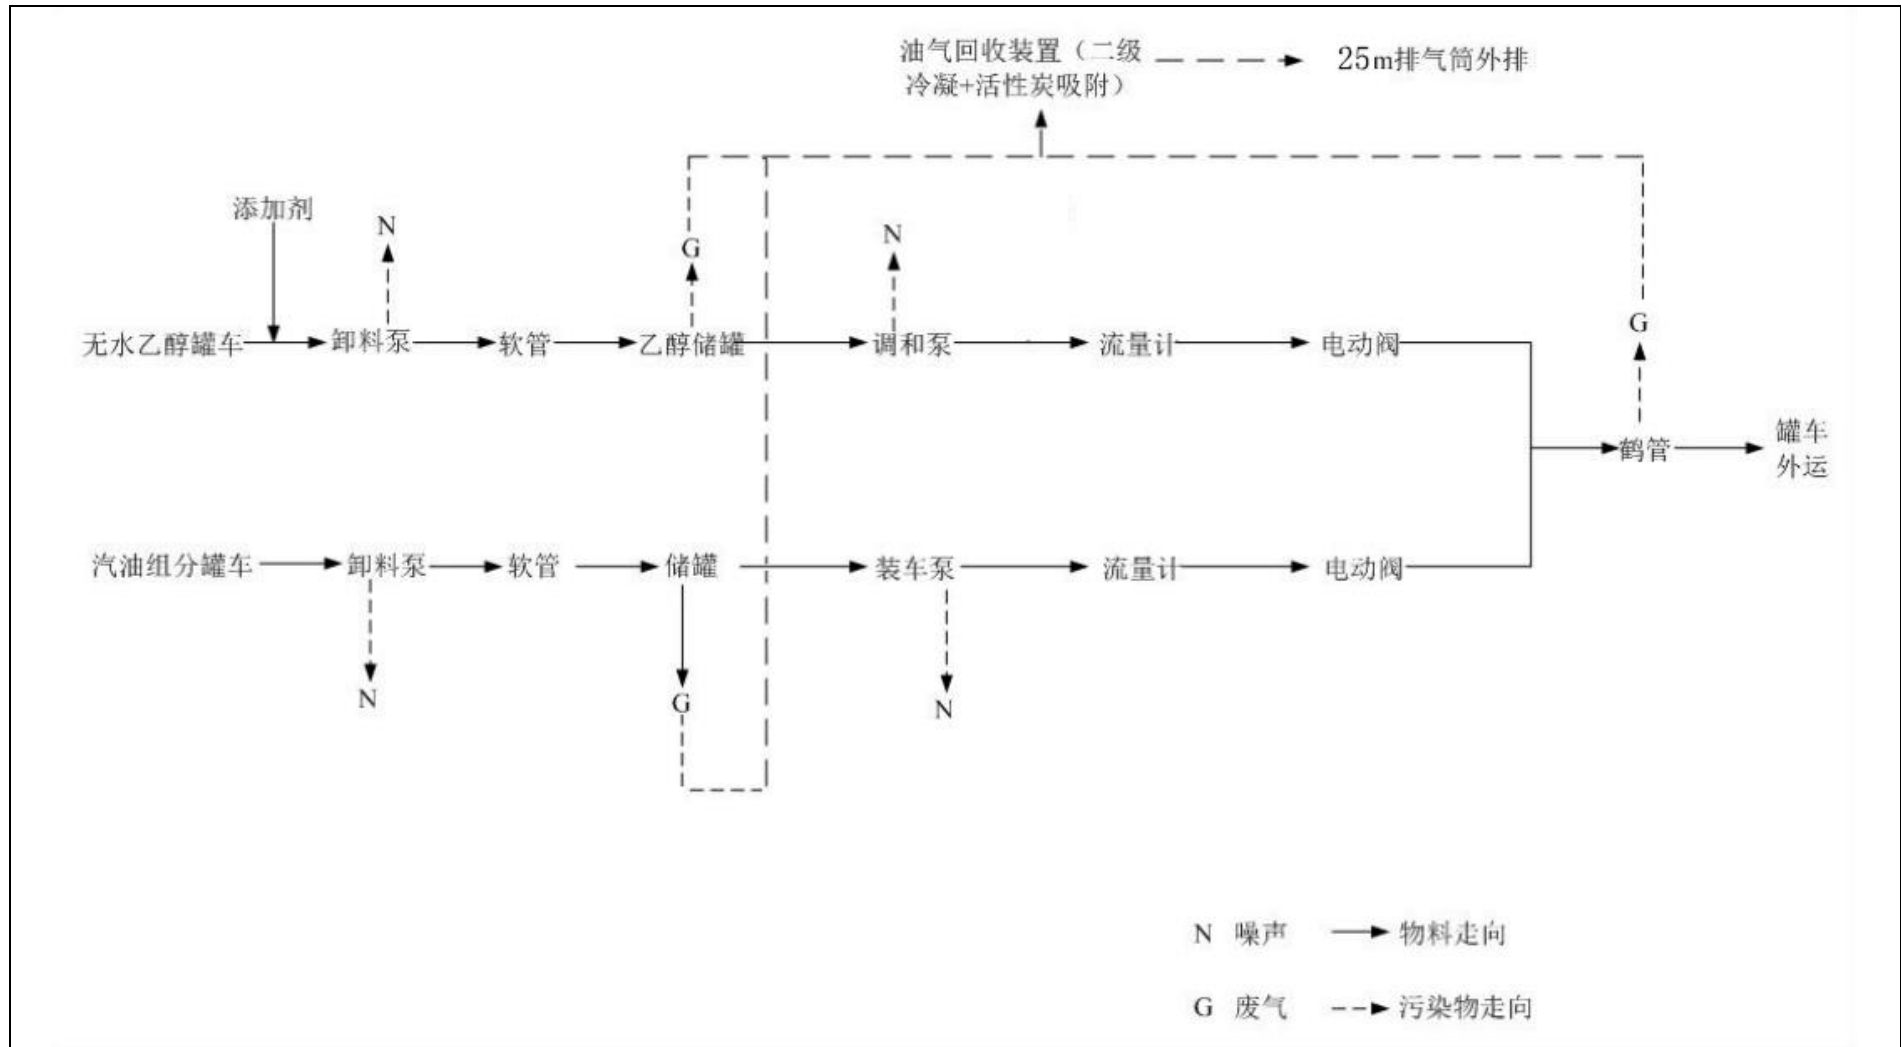 油气回收装置（二级
冷凝+活性炭吸附）
25m排气筒外排
添加剂
N
G
N
G
无水乙醇罐车
卸料泵
软管
乙醇储罐
调和泵
流量计
电动阀
鹤管
罐车
外运
汽油组分罐车
卸料泵
软管
储罐
装车泵
流量计
电动阀
N
G
N
N 噪声 物料走向
G 废气 污染物走向